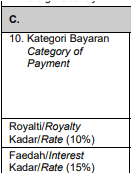 C.
10. Kategori Bayaran
Category of
Payment
Royalti/Royalty
Kadar/Rate (10%)
Faedah/Interest
Kadar/Rate (15%)